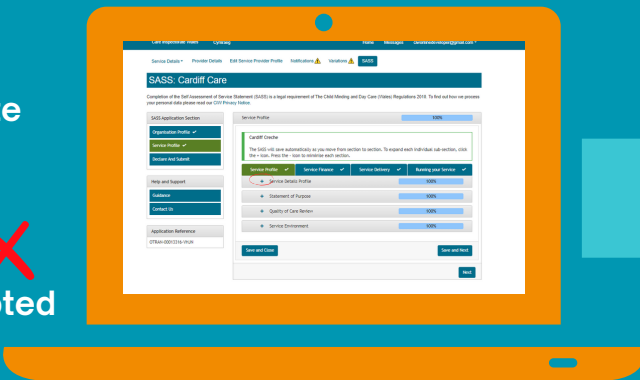 Care Inspectorate Wales Cymraeg Home Messages
Service Details Provider Details Edit Service Provider Profile Notifications Variations SASS
SASS: Cardiff Care
Completion of the Self Assessment of Service Statement (SASS) is a legal requirement of The Child Minding and Day Care (Wales) Regulations 2010. To find out how we process
your personal data please read our CIW Privacy Notice.
SASS Application Section
Organisation Profile ✓
Service Profile ✓
Declare And Submit
Help and Support
Guidance
Contact Us
Application Reference
Service Profile 100%
Cardiff Creche
The SASS will save automatically as you move from section to section. To expand each individual sub-section, click
the + icon. Press the - icon to minimise each section.
Service Profile ✓ Service Finance ✓ Service Delivery ✓ Running your Service ✓
+ Service Details Profile 100%
+ Statement of Purpose 100%
+ Quality of Care Review 100%
+ Service Environment 100%
Save and Close Save and Next
Next
te
pted